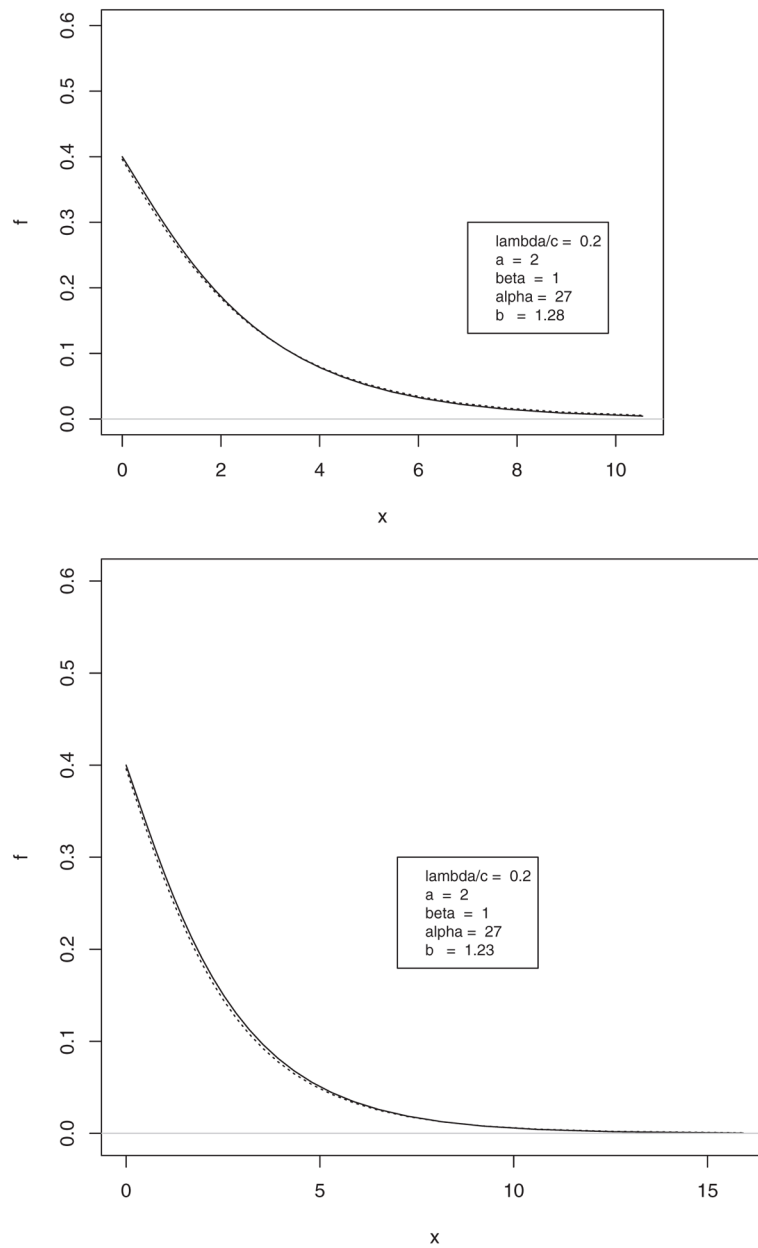 0.6
0.5
0.4
f
0.3
0.2
0.1
0.0
lambda/c = 0.2
a = 2
beta = 1
alpha = 27
b = 1.28
0 2 4 6 8 10
x
0.6
0.5
0.4
f
0.3
0.2
0.1
0.0
lambda/c = 0.2
a = 2
beta = 1
alpha = 27
b = 1.23
0 5 10 15
x